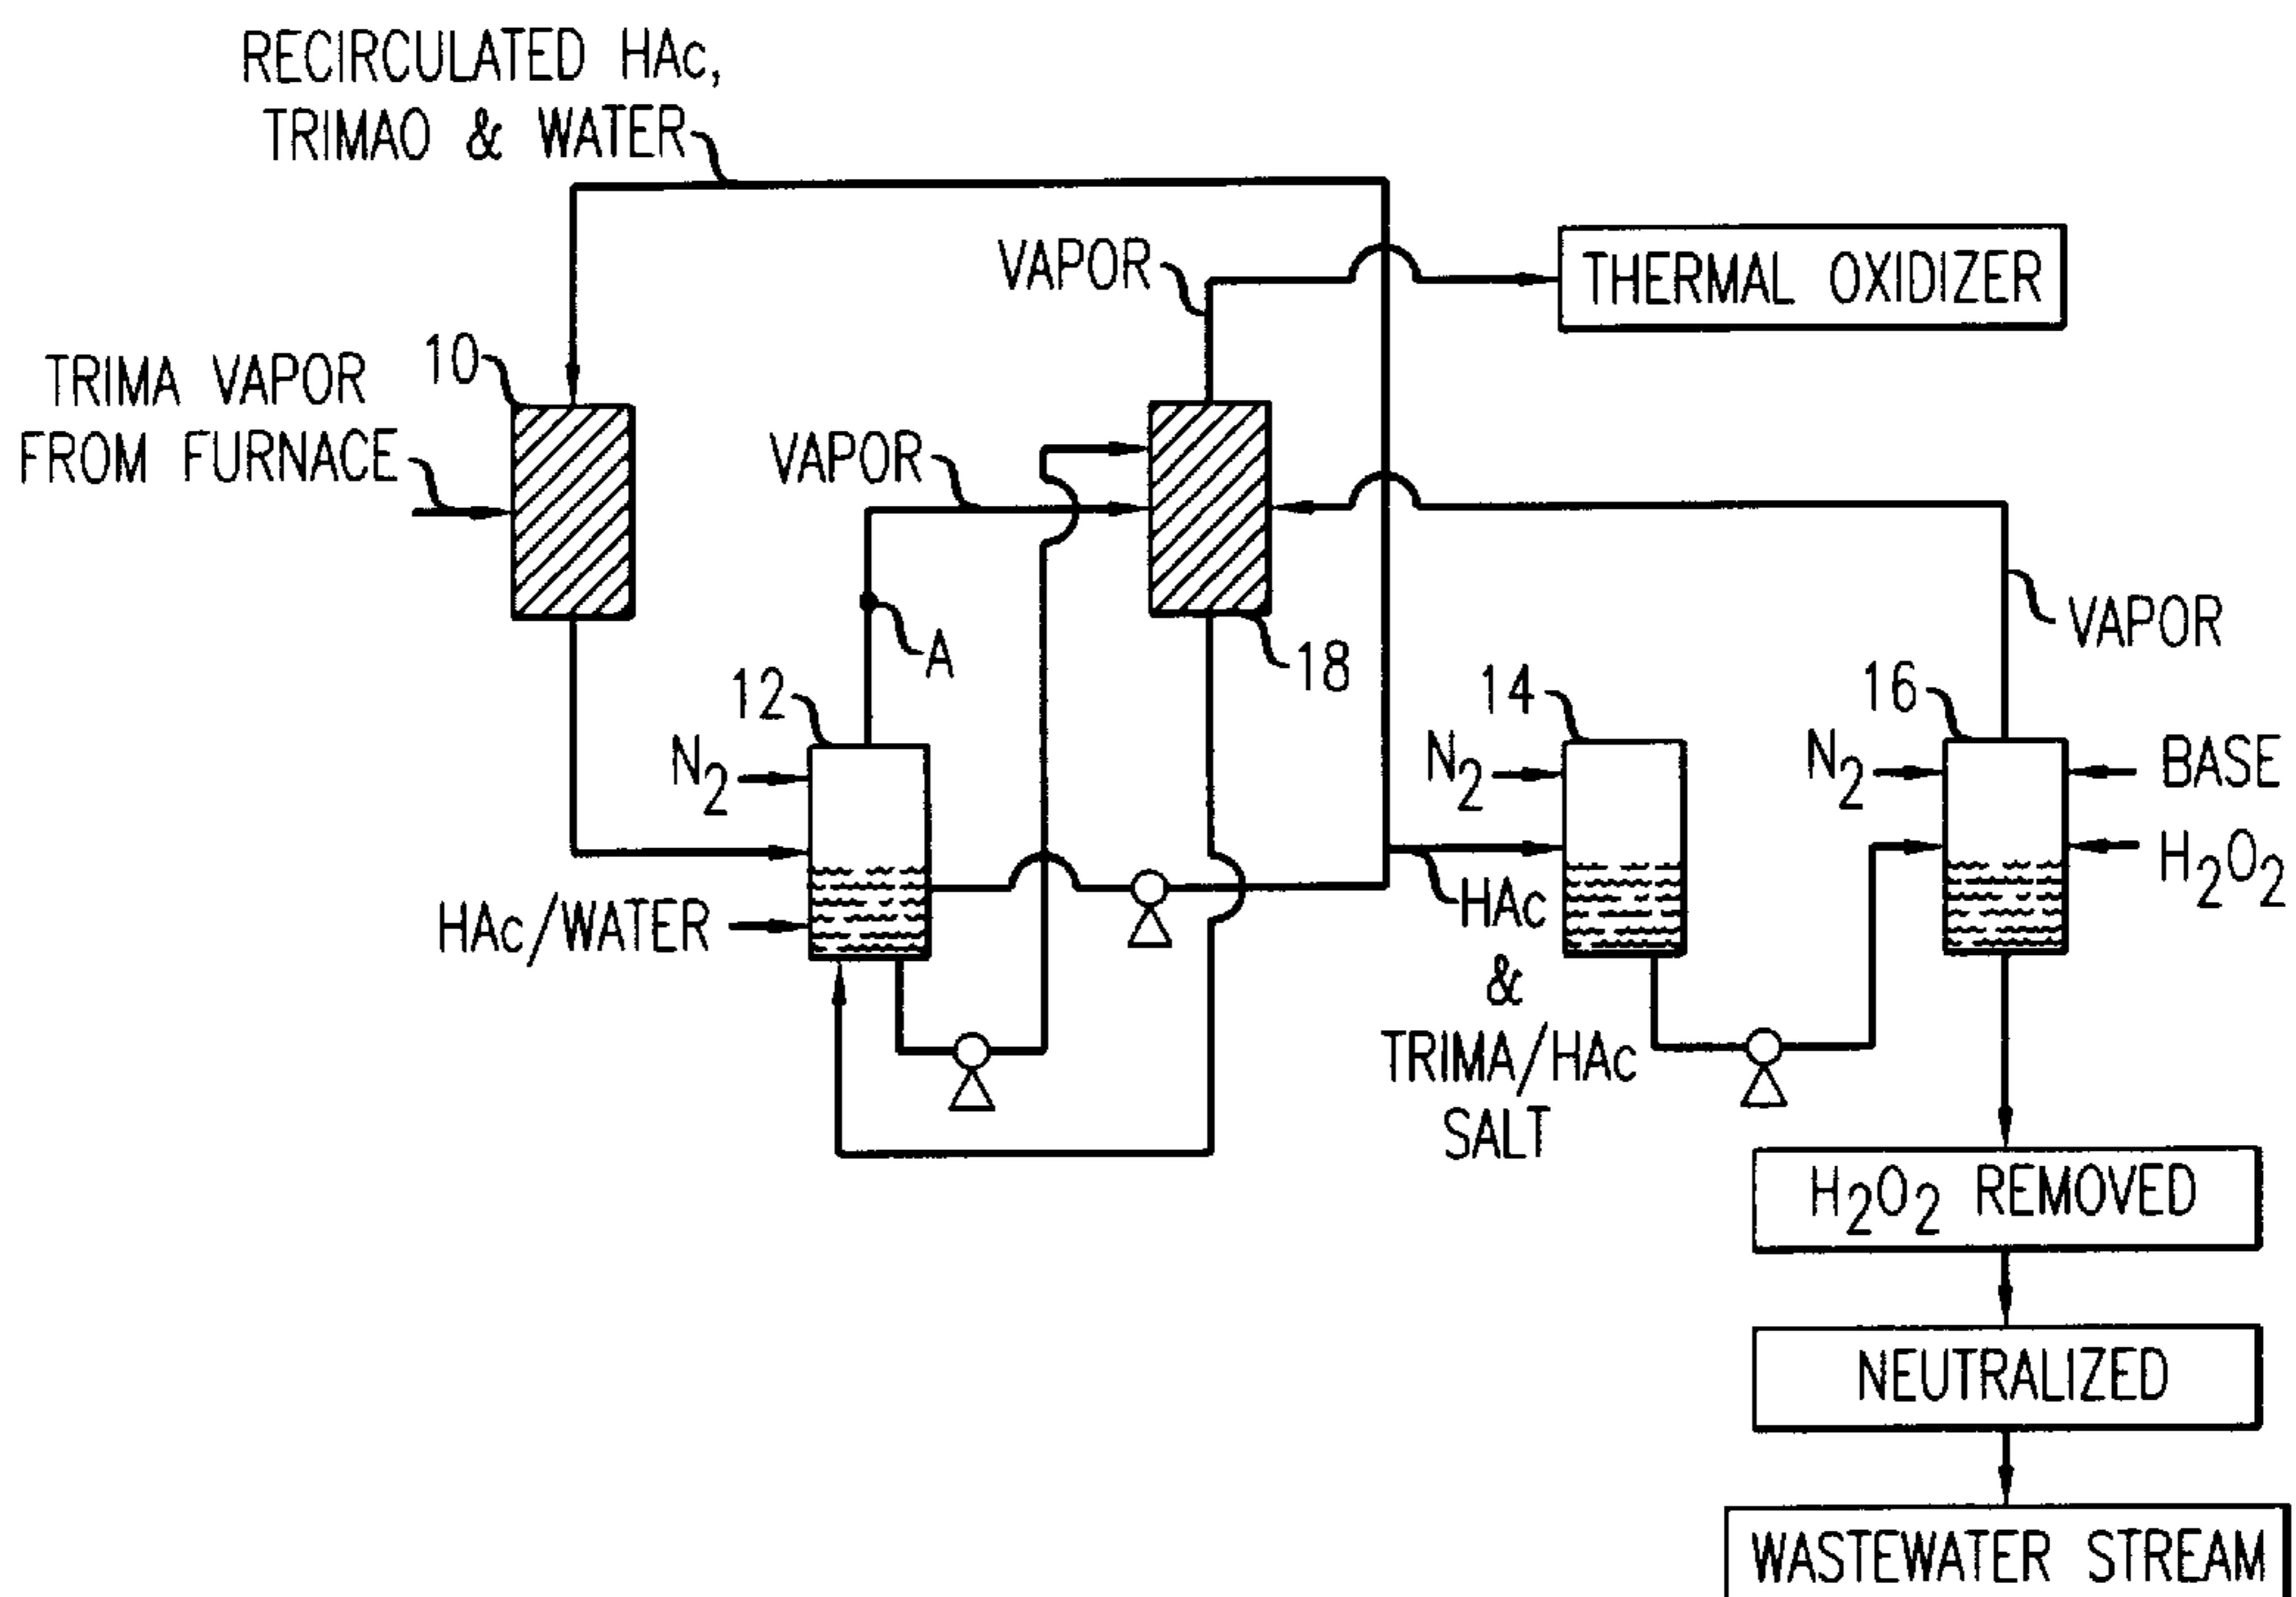 RECIRCULATED HAc,
TRIMAO & WATER
VAPOR
THERMAL OXIDIZER
TRIMA VAPOR
FROM FURNACE
10
VAPOR
A
18
VAPOR
12
14
16
N2
N2
N2
BASE
H2O2
HAc/WATER
HAc
&
TRIMA/HAc
SALT
H2O2 REMOVED
NEUTRALIZED
WASTEWATER STREAM